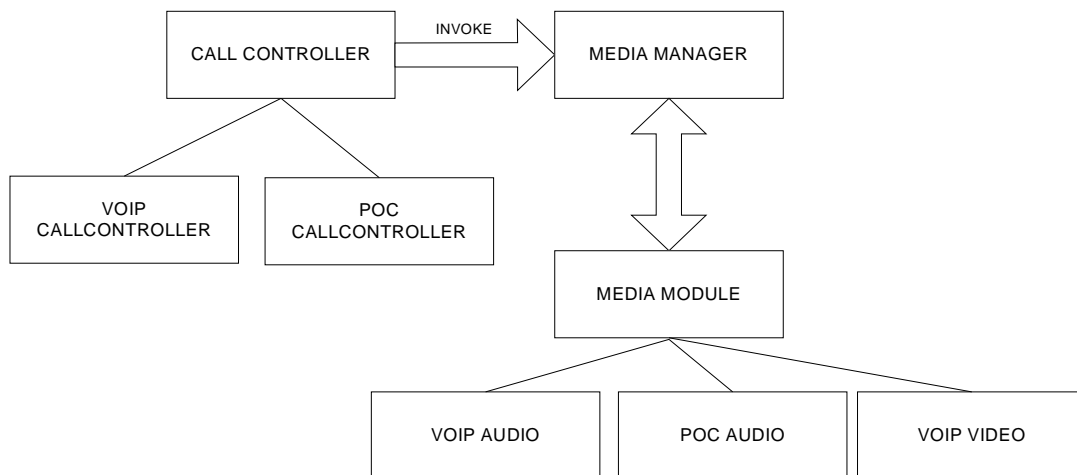 CALL CONTROLLER
INVOKE
MEDIA MANAGER
VOIP
CALLCONTROLLER
POC
CALLCONTROLLER
MEDIA MODULE
VOIP AUDIO
POC AUDIO
VOIP VIDEO